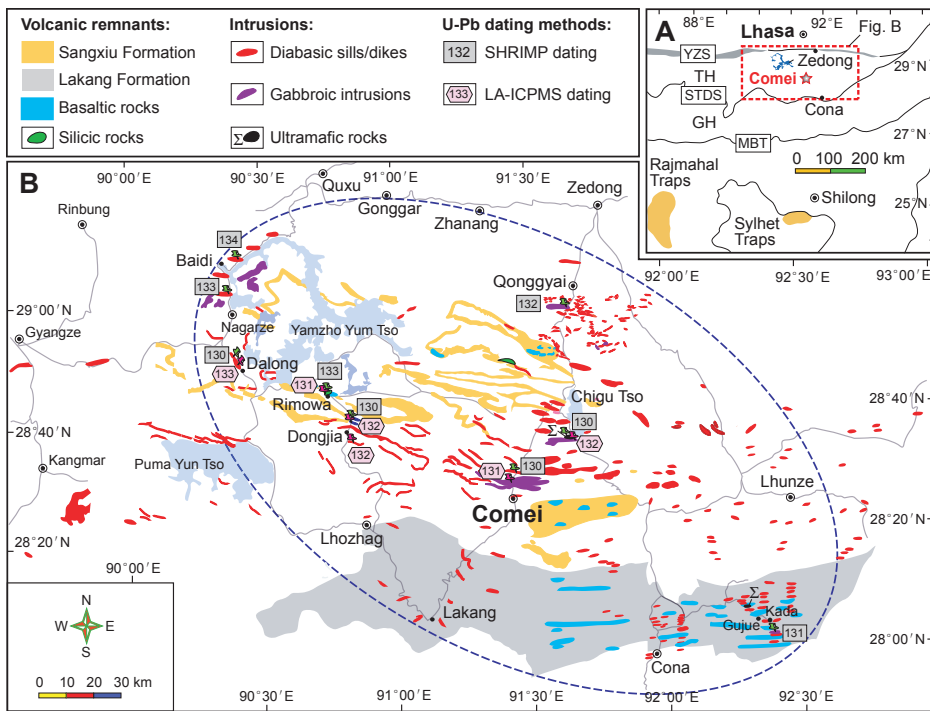 Volcanic remnants:
Sangxiu Formation
Lakang Formation
Basaltic rocks
Silicic rocks
Intrusions:
Diabasic sills/dikes
Gabbroic intrusions
Σ Ultramafic rocks
U-Pb dating methods:
132 SHRIMP dating
133 LA-ICPMS dating
A
88°E
92°E
Fig. B
Lhasa
YZS
Zedong
29°N
TH
Comei
STDS
Cona
GH
27°N
MBT
0 100 200 km
Rajmahal
Traps
Shilong
25°N
Sylhet
Traps
B
90°00′E
90°30′E
91°00′E
91°30′E
92°00′E
92°30′E
93°00′E
Quxu
Gonggar
Zhanang
Zedong
Rinbung
134
Baidi
133
Qonggyai
132
29°00′N
Nagarze
Yamzho Yum Tso
Gyangze
130
Dalong
133
133
131
Rimowa
130
132
Dongjia
132
Chigu Tso
28°40′N
130
Σ
132
28°40′N
Kangmar
Puma Yun Tso
131
130
Comei
Lhunze
Lhozhag
28°20′N
28°20′N
90°00′E
Lakang
Σ
Kada
Gujue
131
Cona
28°00′N
N
W E
S
0 10 20 30 km
90°30′E
91°00′E
91°30′E
92°00′E
92°30′E